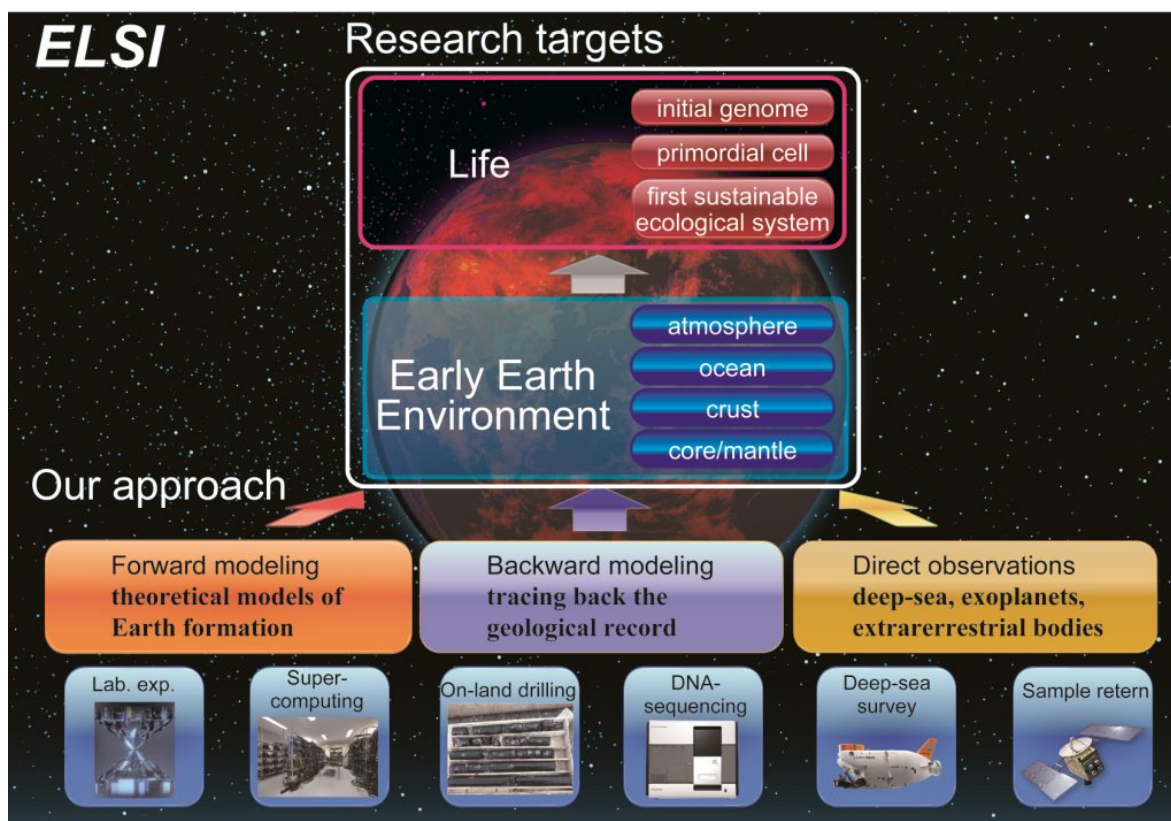 ELSI
Research targets
Life
initial genome
primordial cell
first sustainable
ecological system
Early Earth
Environment
atmosphere
ocean
crust
core/mantle
Our approach
Forward modeling
theoretical models of
Earth formation
Backward modeling
tracing back the
geological record
Direct observations
deep-sea, exoplanets,
extrarerrestrial bodies
Lab. exp.
Super-
computing
On-land drilling
DNA-
sequencing
Deep-sea
survey
Sample retern